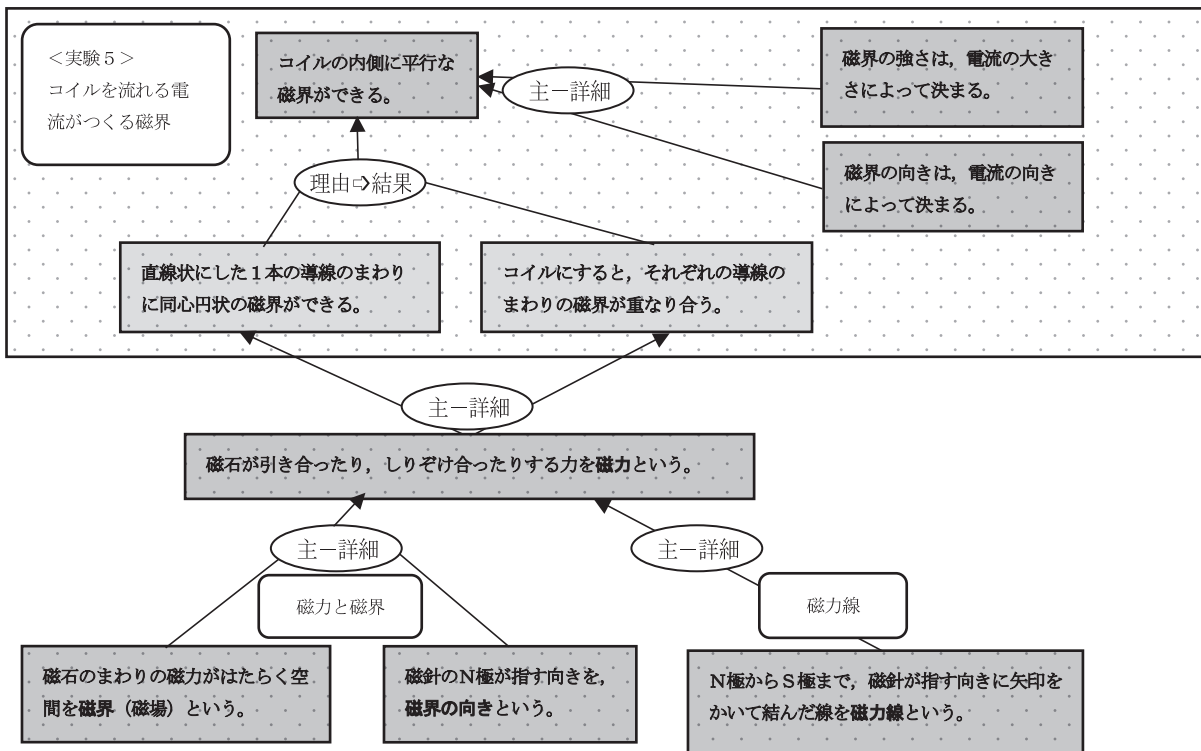 <実験５>
コイルを流れる電
流がつくる磁界
コイルの内側に平行な
磁界ができる。
主－詳細
磁界の強さは，電流の大き
さによって決まる。
磁界の向きは，電流の向き
によって決まる。
理由⇨結果
直線状にした１本の導線のまわり
に同心円状の磁界ができる。
コイルにすると，それぞれの導線の
まわりの磁界が重なり合う。
主－詳細
磁石が引き合ったり，しりぞけ合ったりする力を磁力という。
主－詳細
主－詳細
磁力と磁界
磁力線
磁石のまわりの磁力がはたらく空
間を磁界（磁場）という。
磁針のＮ極が指す向きを，
磁界の向きという。
Ｎ極からＳ極まで，磁針が指す向きに矢印を
かいて結んだ線を磁力線という。